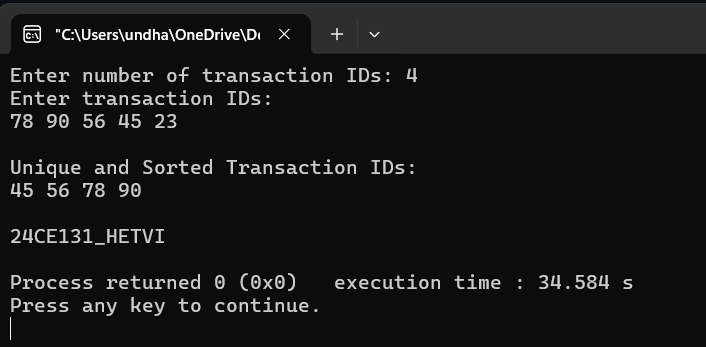 "C:\Users\undha\OneDrive\De
Enter number of transaction IDs: 4
Enter transaction IDs:
78 90 56 45 23
Unique and Sorted Transaction IDs:
45 56 78 90
24CE131_HETVI
Process returned 0 (0x0)   execution time : 34.584 s
Press any key to continue.